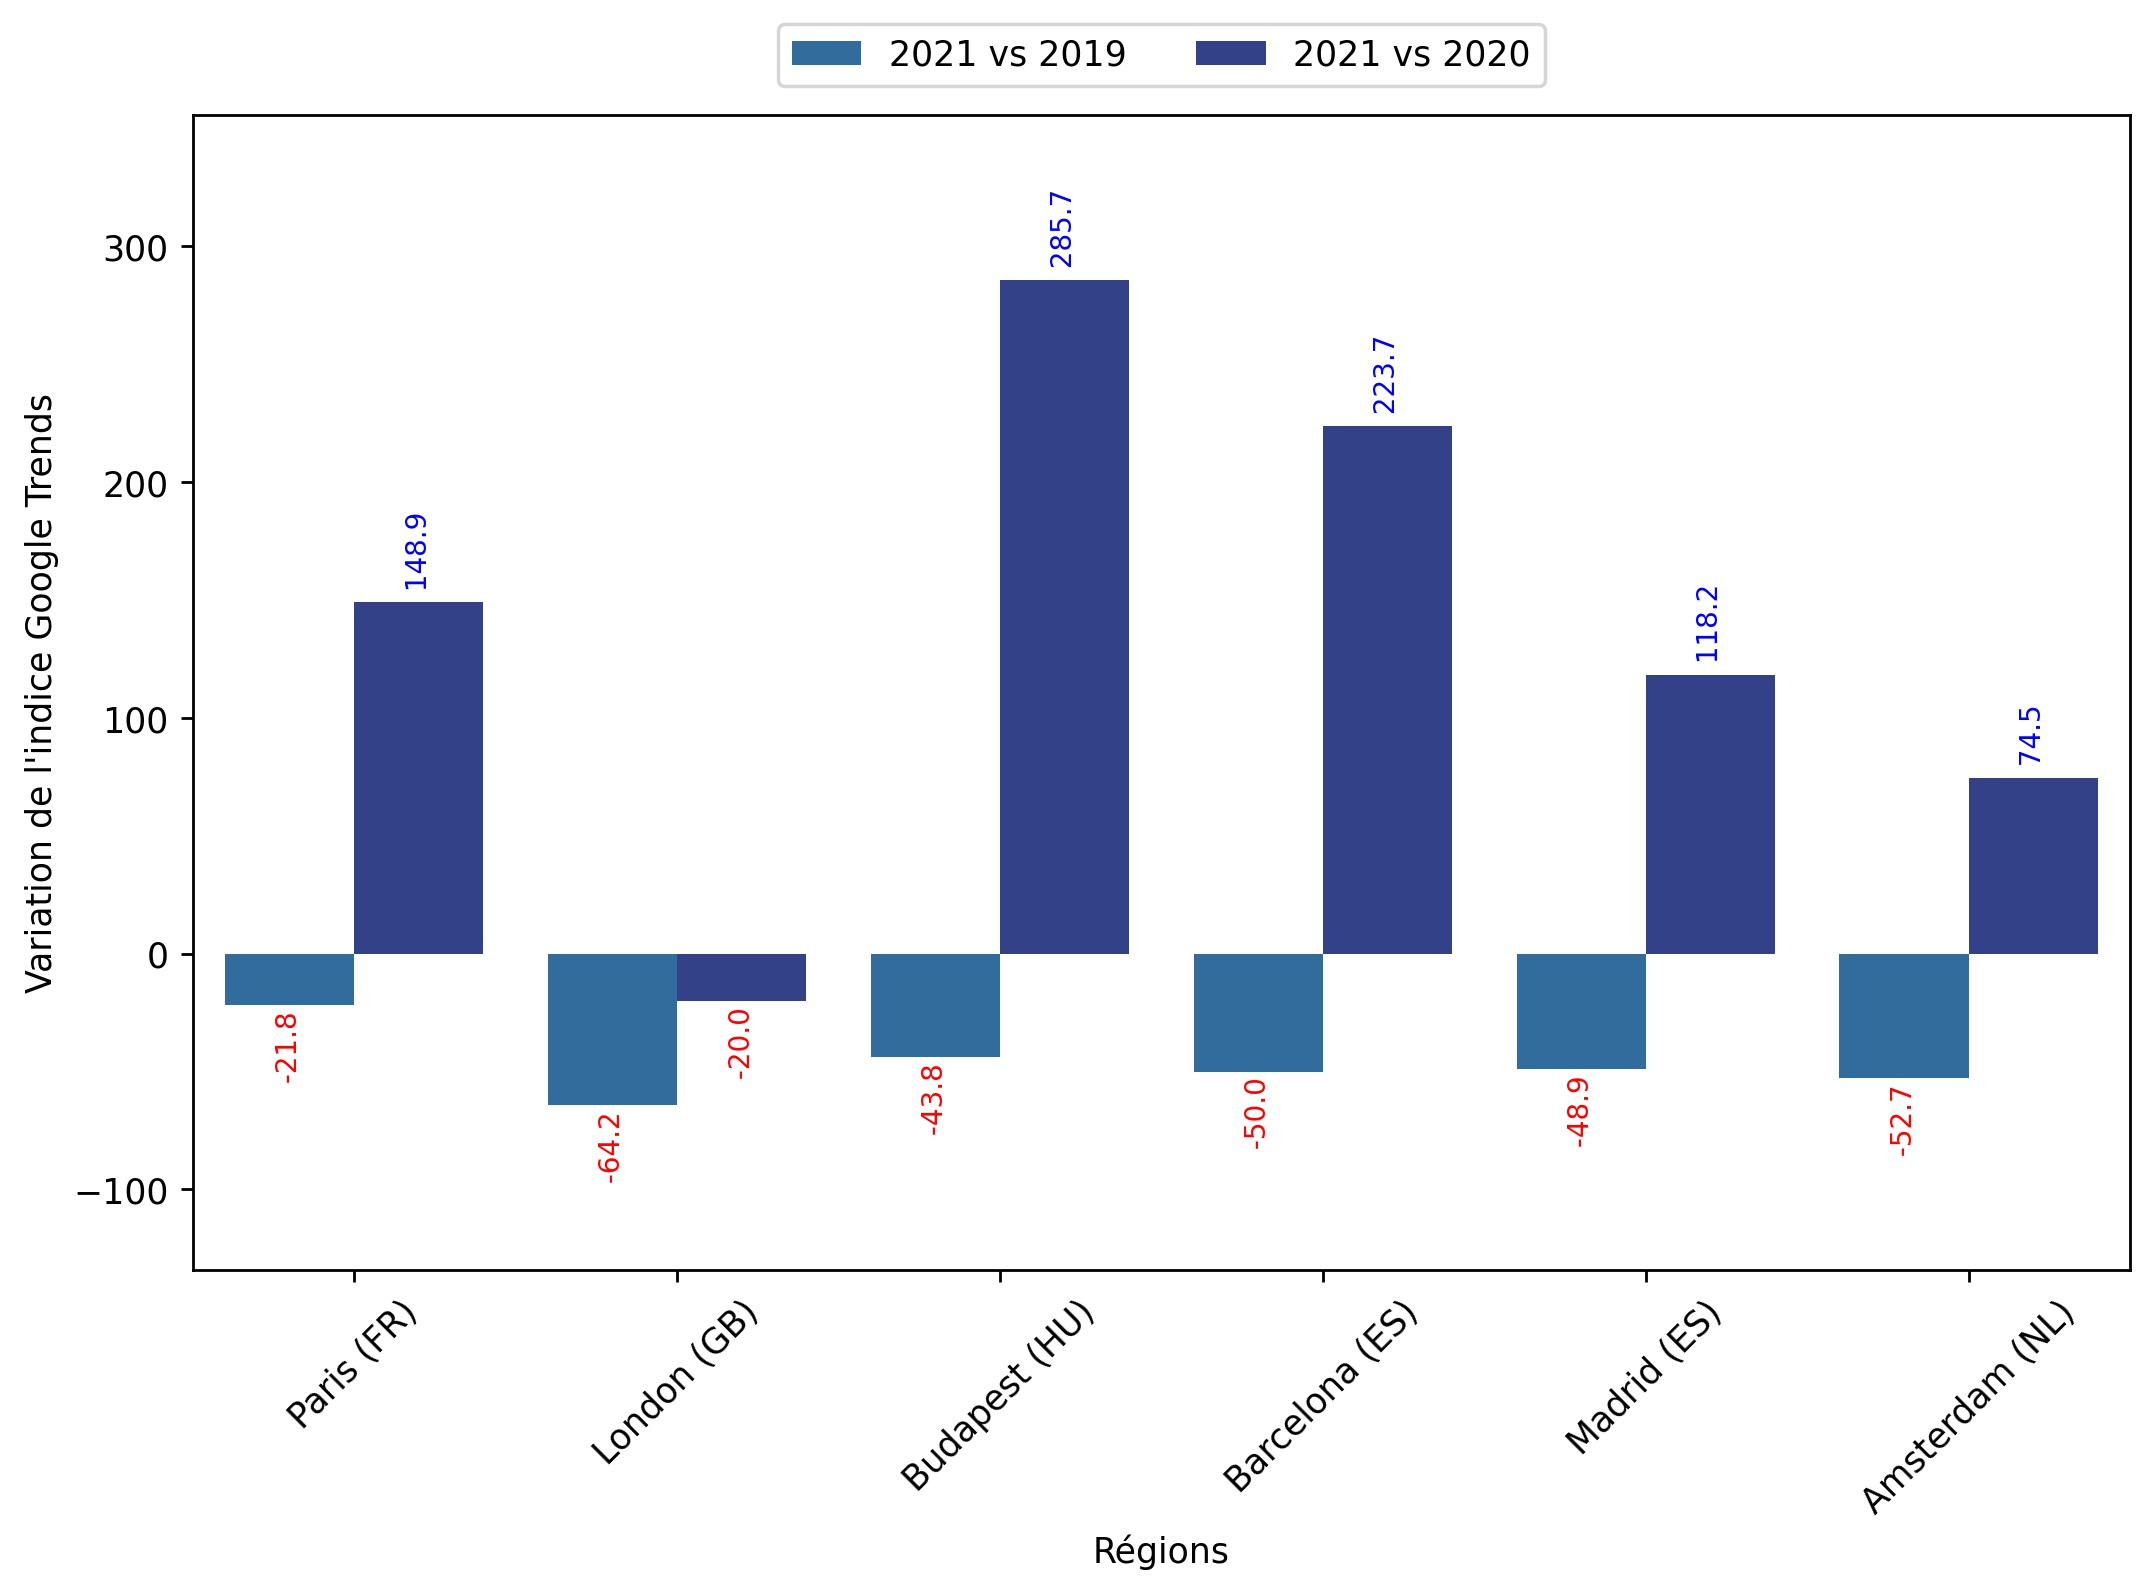 2021 vs 2019
2021 vs 2020
Variation de l'indice Google Trends
300
200
100
0
−100
148.9
285.7
223.7
118.2
74.5
-21.8
-64.2
-20.0
-43.8
-50.0
-48.9
-52.7
Paris (FR)
London (GB)
Budapest (HU)
Barcelona (ES)
Madrid (ES)
Amsterdam (NL)
Régions